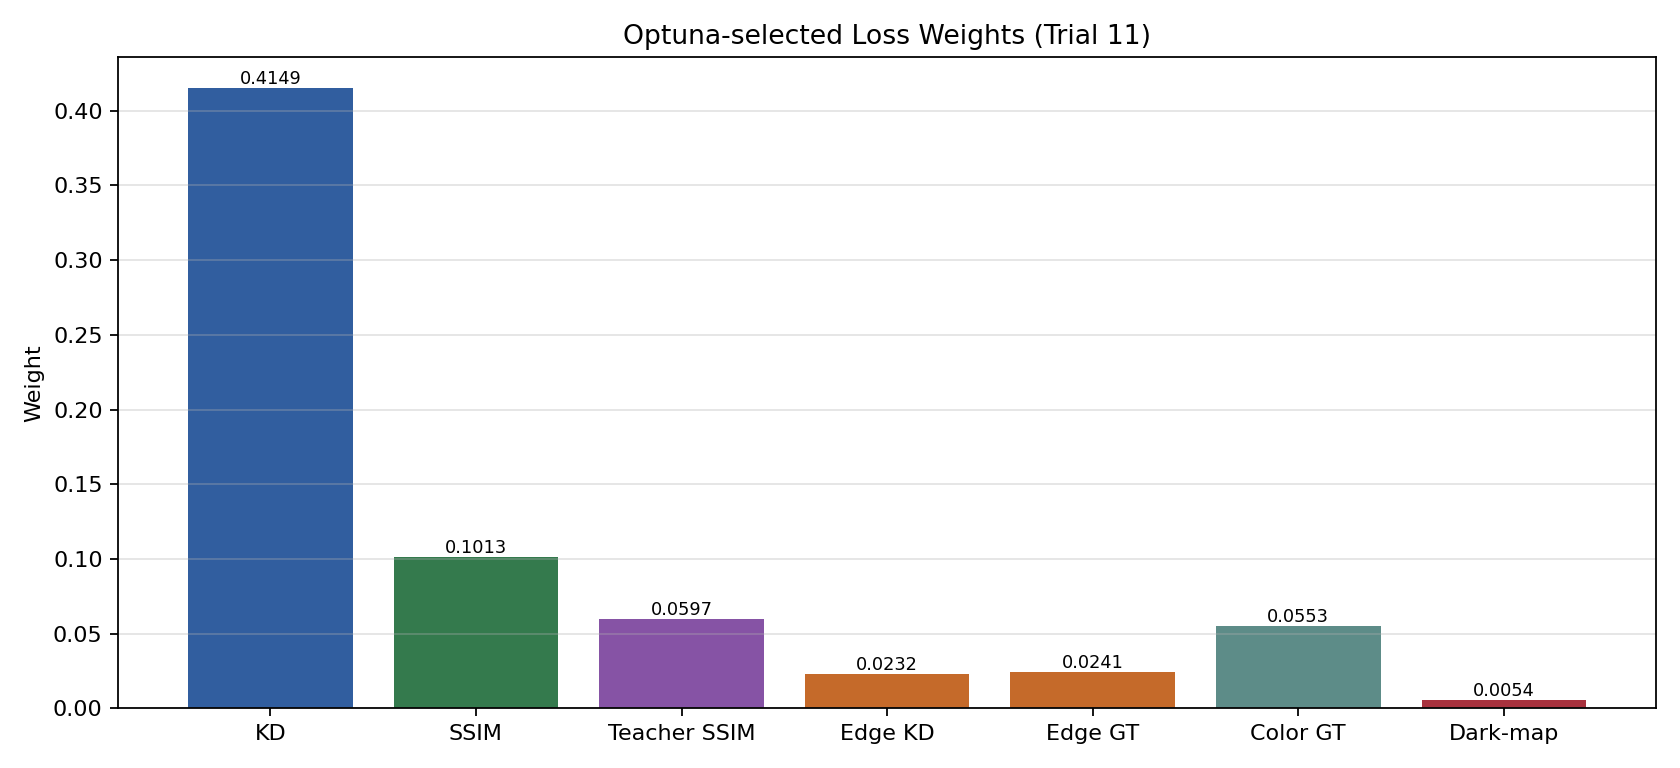 Optuna-selected Loss Weights (Trial 11)
Weight
0.40
0.35
0.30
0.25
0.20
0.15
0.10
0.05
0.00
0.4149
0.1013
0.0597
0.0232
0.0241
0.0553
0.0054
KD
SSIM
Teacher SSIM
Edge KD
Edge GT
Color GT
Dark-map